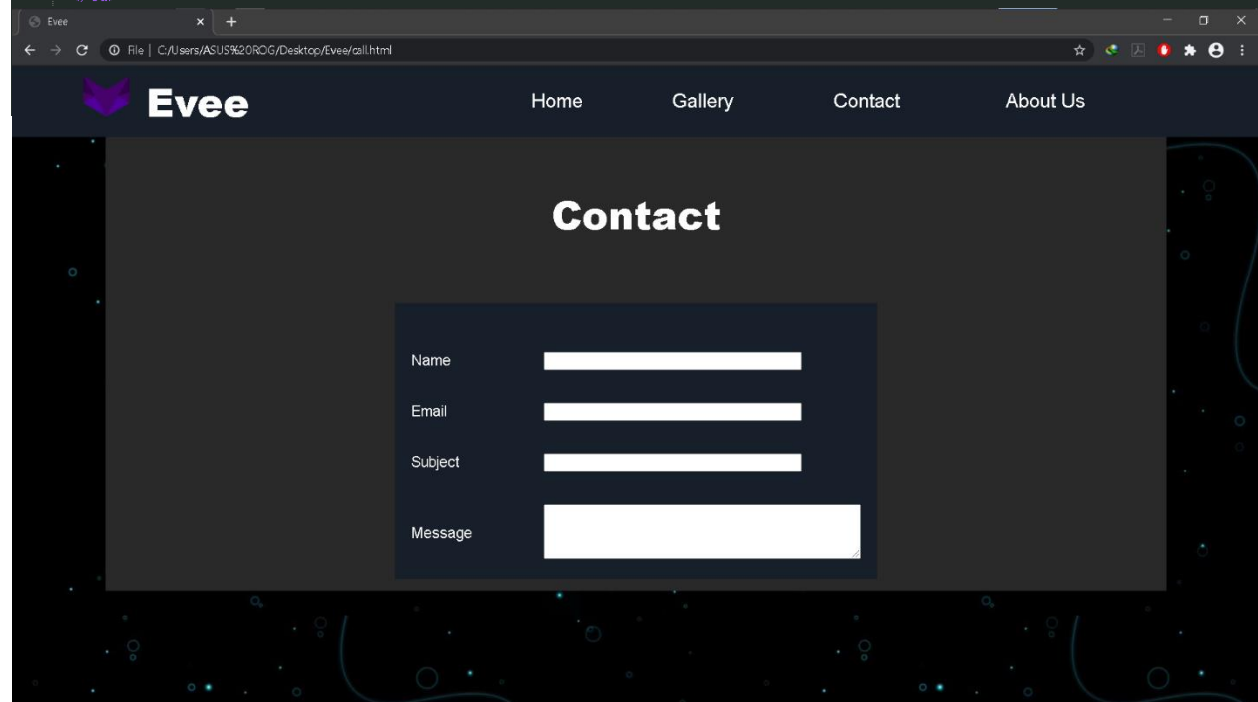 Evee
File | C:/Users/ASUS%20ROG/Desktop/Evee/call.html
Evee Home Gallery Contact About Us
Contact
Name
Email
Subject
Message